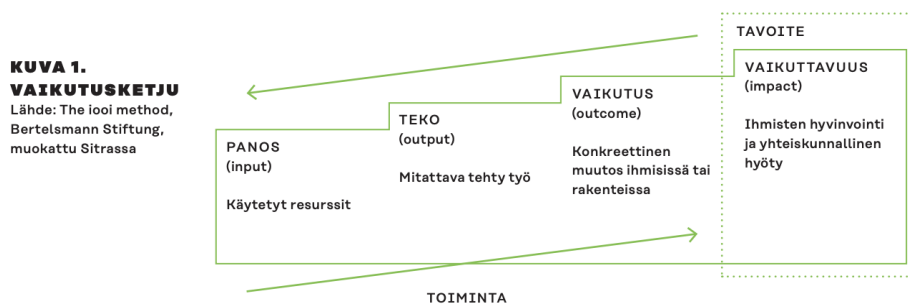 KUVA 1.
VAIKUTUSKETJU
Lähde: The iooi method,
Bertelsmann Stiftung,
muokattu Sitrassa
PANOS
(input)
Käytetyt resurssit
TEKO
(output)
Mitattava tehty työ
VAIKUTUS
(outcome)
Konkreettinen
muutos ihmisissä tai
rakenteissa
TAVOITE
VAIKUTTAVUUS
(impact)
Ihmisten hyvinvointi
ja yhteiskunnallinen
hyöty
TOIMINTA